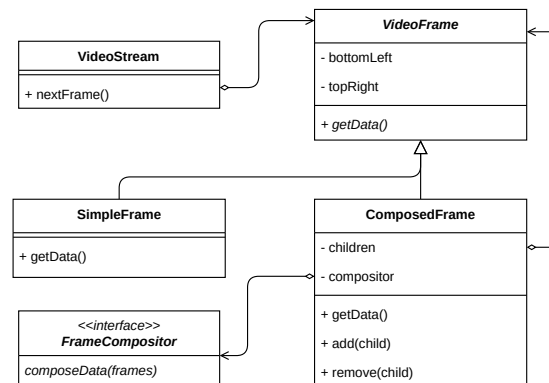 VideoFrame
- bottomLeft
- topRight
+ getData()
VideoStream
+ nextFrame()
SimpleFrame
+ getData()
ComposedFrame
- children
- compositor
+ getData()
+ add(child)
+ remove(child)
<<interface>>
FrameCompositor
composeData(frames)